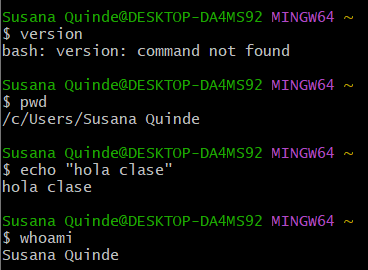 Susana Quinde@DESKTOP-DA4MS92 MINGW64 ~
$ version
bash: version: command not found
Susana Quinde@DESKTOP-DA4MS92 MINGW64 ~
$ pwd
/c/Users/Susana Quinde
Susana Quinde@DESKTOP-DA4MS92 MINGW64 ~
$ echo "hola clase"
hola clase
Susana Quinde@DESKTOP-DA4MS92 MINGW64 ~
$ whoami
Susana Quinde